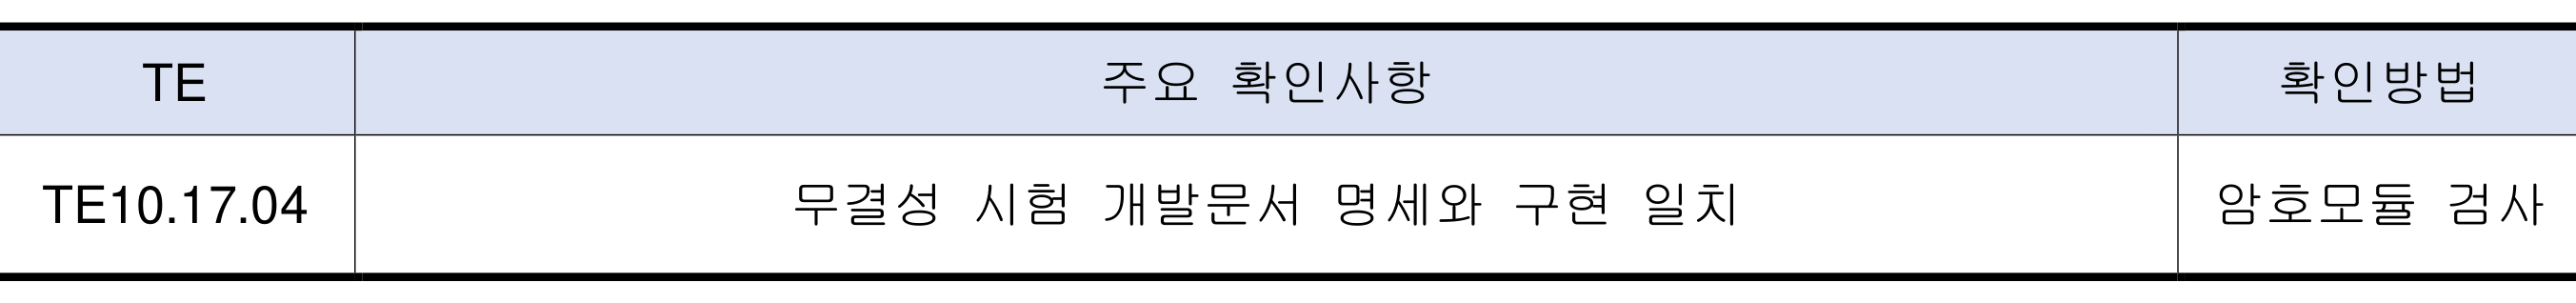 TE 주요 확인사항 확인방법
TE10.17.04 무결성 시험 개발문서 명세와 구현 일치 암호모듈 검사